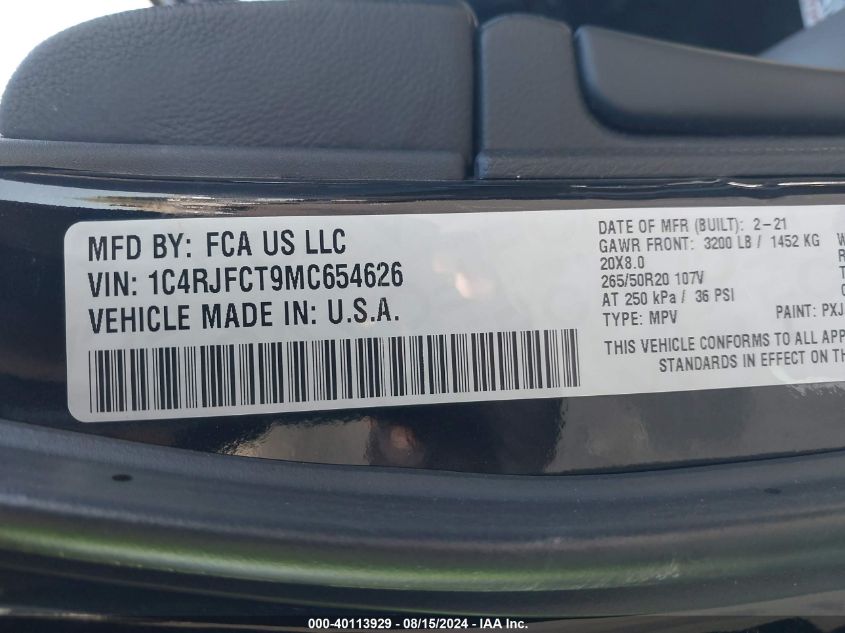 MFD BY: FCA US LLC
VIN: 1C4RJFCT9MC654626
VEHICLE MADE IN: U.S.A.
DATE OF MFR (BUILT): 2-21
GAWR FRONT: 3200 LB / 1452 KG
20X8.0
265/50R20 107V
AT 250 kPa / 36 PSI
TYPE: MPV
PAINT: PXJ
THIS VEHICLE CONFORMS TO ALL APP
STANDARDS IN EFFECT ON TH
000-40113929 - 08/15/2024 - IAA Inc.